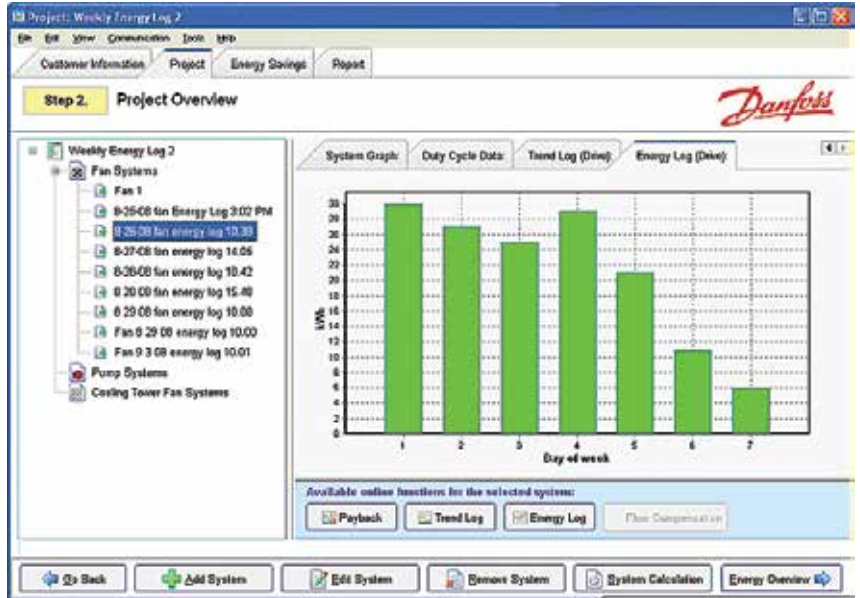 Project: Weekly Energy Log 2
File Edit View Communication Tools Help
Customer Information Project Energy Savings Report
Step 2. Project Overview
Danfoss
Weekly Energy Log 2
Fan Systems
Fan 1
8-25-08 fan Energy Log 3:02 PM
8-26-08 fan energy log 10.38
8-27-08 fan energy log 14.05
8-28-08 fan energy log 10.42
8 28 08 fan energy log 15.48
8 29 08 fan energy log 10.00
Fan 8 29 08 energy log 10.00
Fan 9 3 08 energy log 10.01
Pump Systems
Cooling Tower Fan Systems
System Graph Duty Cycle Data Trend Log (Drive) Energy Log (Drive)
30
28
26
24
22
20
18
16
14
12
10
8
6
4
2
0
kWh
1 2 3 4 5 6 7
Day of week
Available online functions for the selected system:
Payback Trend Log Energy Log Flow Compensation
Go Back Add System Edit System Remove System System Calculation Energy Overview